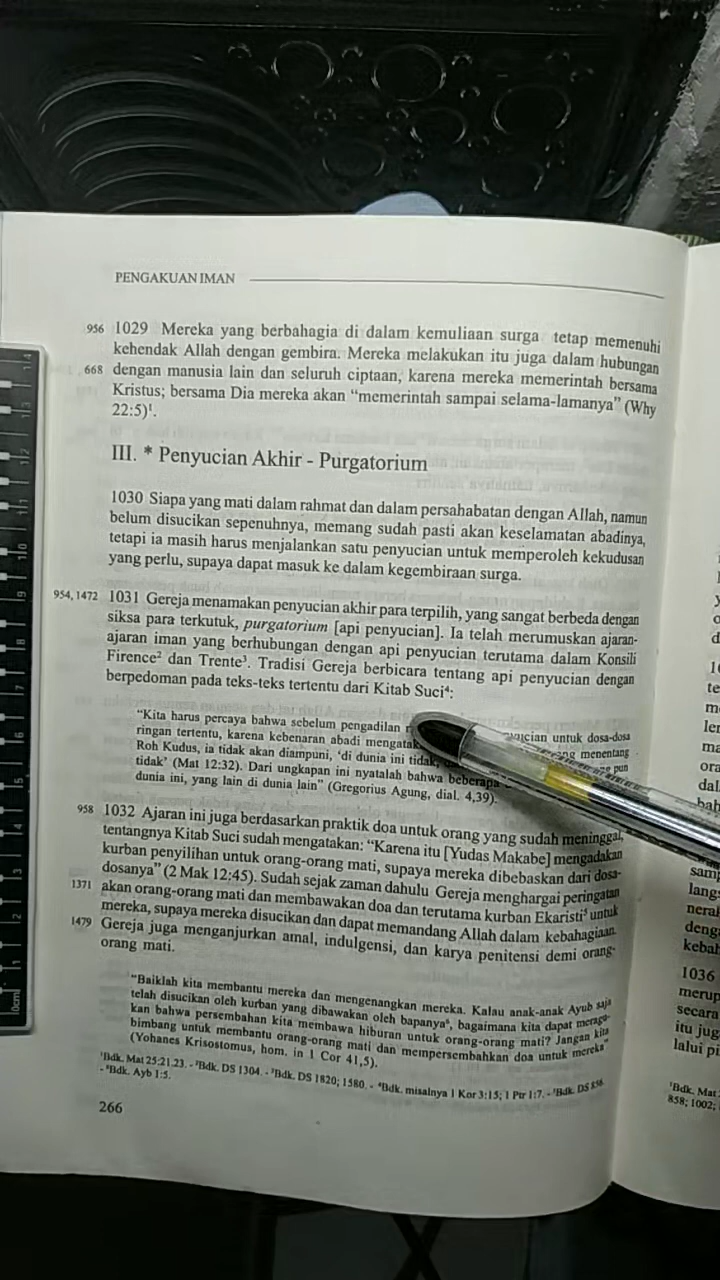 PENGAKUAN IMAN
956 1029 Mereka yang berbahagia di dalam kemuliaan surga tetap memenuhi
kehendak Allah dengan gembira. Mereka melakukan itu juga dalam hubungan
668 dengan manusia lain dan seluruh ciptaan, karena mereka memerintah bersama
Kristus; bersama Dia mereka akan “memerintah sampai selama-lamanya” (Why
22:5)¹.
III. * Penyucian Akhir - Purgatorium
1030 Siapa yang mati dalam rahmat dan dalam persahabatan dengan Allah, namun
belum disucikan sepenuhnya, memang sudah pasti akan keselamatan abadinya,
tetapi ia masih harus menjalankan satu penyucian untuk memperoleh kekudusan
yang perlu, supaya dapat masuk ke dalam kegembiraan surga.
954, 1472 1031 Gereja menamakan penyucian akhir para terpilih, yang sangat berbeda dengan
siksa para terkutuk, purgatorium [api penyucian]. Ia telah merumuskan ajaran-
ajaran iman yang berhubungan dengan api penyucian terutama dalam Konsili
Firence² dan Trente³. Tradisi Gereja berbicara tentang api penyucian dengan
berpedoman pada teks-teks tertentu dari Kitab Suci⁴:
“Kita harus percaya bahwa sebelum pengadilan untuk dosa-dosa
ringan tertentu, karena kebenaran abadi menentang
Roh Kudus, ia tidak akan diampuni, ‘di dunia ini tidak, pun
tidak’ (Mat 12:32). Dari ungkapan ini nyatalah bahwa beberapa
dunia ini, yang lain di dunia lain” (Gregorius Agung, dial. 4,39).
958 1032 Ajaran ini juga berdasarkan praktik doa untuk orang yang sudah meninggal,
tentangnya Kitab Suci sudah mengatakan: “Karena itu [Yudas Makabe] mengadakan
kurban penyilihan untuk orang-orang mati, supaya mereka dibebaskan dari dosa-
dosanya” (2 Mak 12:45). Sudah sejak zaman dahulu Gereja menghargai peringatan
1371 akan orang-orang mati dan membawakan doa dan terutama kurban Ekaristi⁵ untuk
mereka, supaya mereka disucikan dan dapat memandang Allah dalam kebahagiaan.
1479 Gereja juga menganjurkan amal, indulgensi, dan karya penitensi demi orang-
orang mati.
“Baiklah kita membantu mereka dan mengenangkan mereka. Kalau anak-anak Ayub saja
telah disucikan oleh kurban yang dibawakan oleh bapanya⁶, bagaimana kita dapat meragu-
kan bahwa persembahan kita membawa hiburan untuk orang-orang mati? Jangan kita
bimbang untuk membantu orang-orang mati dan mempersembahkan doa untuk mereka”
(Yohanes Krisostomus, hom. in 1 Cor 41,5).
¹Bdk. Mat 25:21.23. - ²Bdk. DS 1304. - ³Bdk. DS 1820; 1580. - ⁴Bdk. misalnya 1 Kor 3:15; 1 Ptr 1:7. - ⁵Bdk. DS 856.
- ⁶Bdk. Ayb 1:5.
266
1036
merup
secara
itu jug
lalui pi
¹Bdk. Mat
858; 1002;